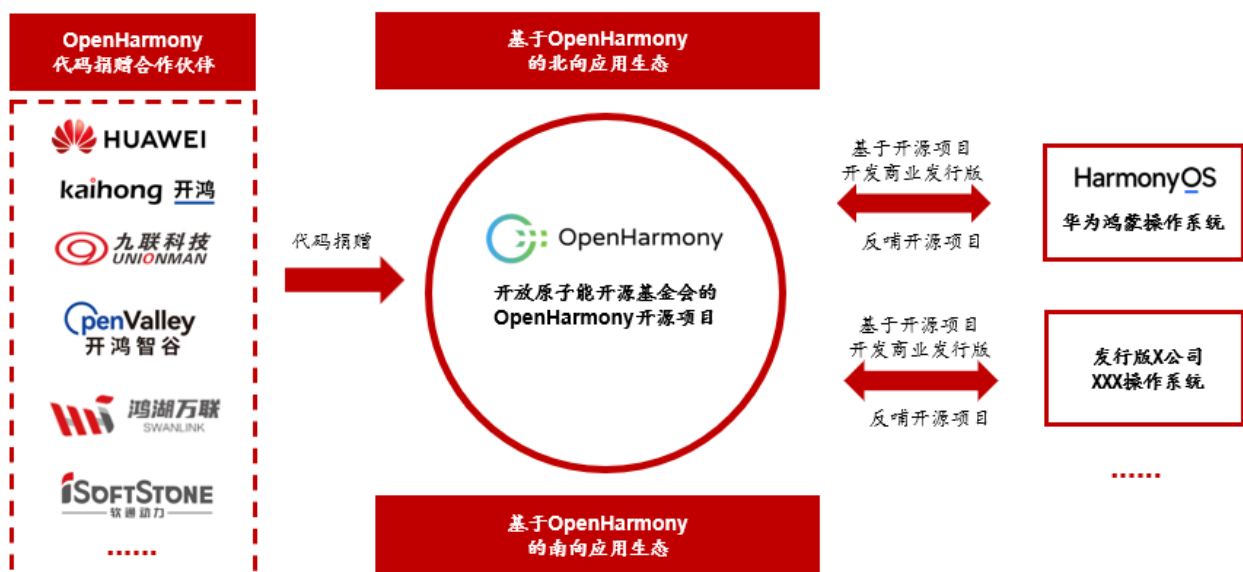 OpenHarmony
代码捐赠合作伙伴
HUAWEI
kaihong 开鸿
九联科技
UNIONMAN
OpenValley
开鸿智谷
鸿湖万联
SWANLINK
iSOFTSTONE
软通动力
......
代码捐赠
基于OpenHarmony
的北向应用生态
OpenHarmony
开放原子能开源基金会的
OpenHarmony开源项目
基于OpenHarmony
的南向应用生态
基于开源项目
开发商业发行版
反哺开源项目
HarmonyOS
华为鸿蒙操作系统
基于开源项目
开发商业发行版
反哺开源项目
发行版X公司
XXX操作系统
......